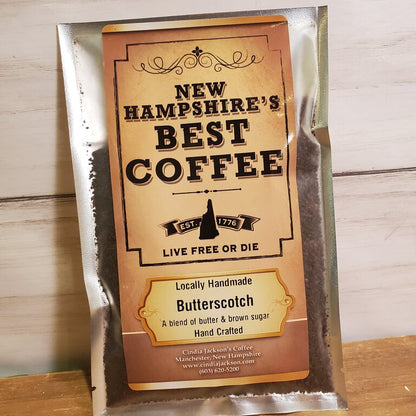 NEW
HAMPSHIRE'S
BEST
COFFEE
EST. 1776
LIVE FREE OR DIE
Locally Handmade
Butterscotch
A blend of butter & brown sugar
Hand Crafted
Cindia Jackson's Coffee
Manchester, New Hampshire
www.cindiajackson.com
(603) 620-5200